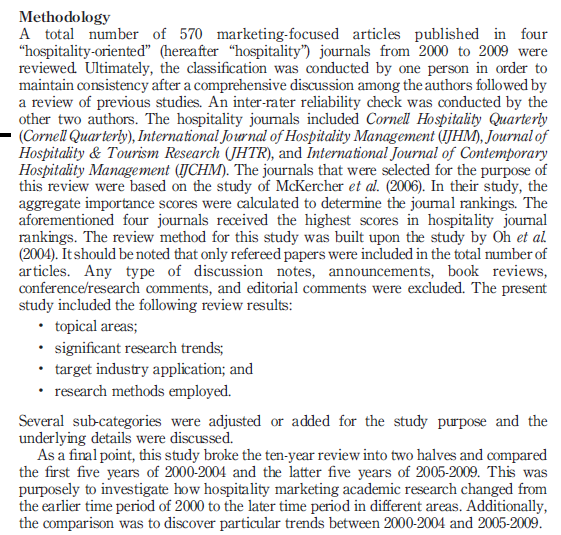 Methodology
A total number of 570 marketing-focused articles published in four
“hospitality-oriented” (hereafter “hospitality”) journals from 2000 to 2009 were
reviewed. Ultimately, the classification was conducted by one person in order to
maintain consistency after a comprehensive discussion among the authors followed by
a review of previous studies. An inter-rater reliability check was conducted by the
other two authors. The hospitality journals included Cornell Hospitality Quarterly
(Cornell Quarterly), International Journal of Hospitality Management (IJHM), Journal of
Hospitality & Tourism Research (JHTR), and International Journal of Contemporary
Hospitality Management (IJCHM). The journals that were selected for the purpose of
this review were based on the study of McKercher et al. (2006). In their study, the
aggregate importance scores were calculated to determine the journal rankings. The
aforementioned four journals received the highest scores in hospitality journal
rankings. The review method for this study was built upon the study by Oh et al.
(2004). It should be noted that only refereed papers were included in the total number of
articles. Any type of discussion notes, announcements, book reviews,
conference/research comments, and editorial comments were excluded. The present
study included the following review results:
• topical areas;
• significant research trends;
• target industry application; and
• research methods employed.
Several sub-categories were adjusted or added for the study purpose and the
underlying details were discussed.
As a final point, this study broke the ten-year review into two halves and compared
the first five years of 2000-2004 and the latter five years of 2005-2009. This was
purposely to investigate how hospitality marketing academic research changed from
the earlier time period of 2000 to the later time period in different areas. Additionally,
the comparison was to discover particular trends between 2000-2004 and 2005-2009.